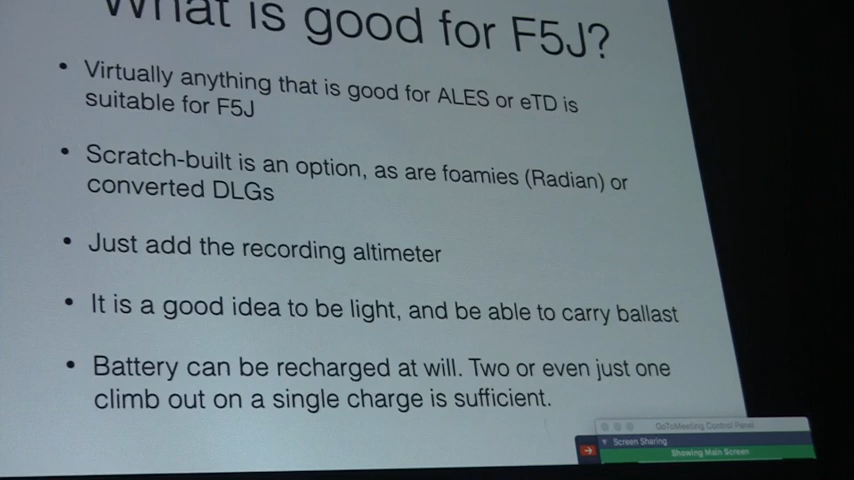 What is good for F5J?
• Virtually anything that is good for ALES or eTD is
suitable for F5J
• Scratch-built is an option, as are foamies (Radian) or
converted DLGs
• Just add the recording altimeter
• It is a good idea to be light, and be able to carry ballast
• Battery can be recharged at will. Two or even just one
climb out on a single charge is sufficient.
GoToMeeting Control Panel
Screen Sharing
Showing Main Screen